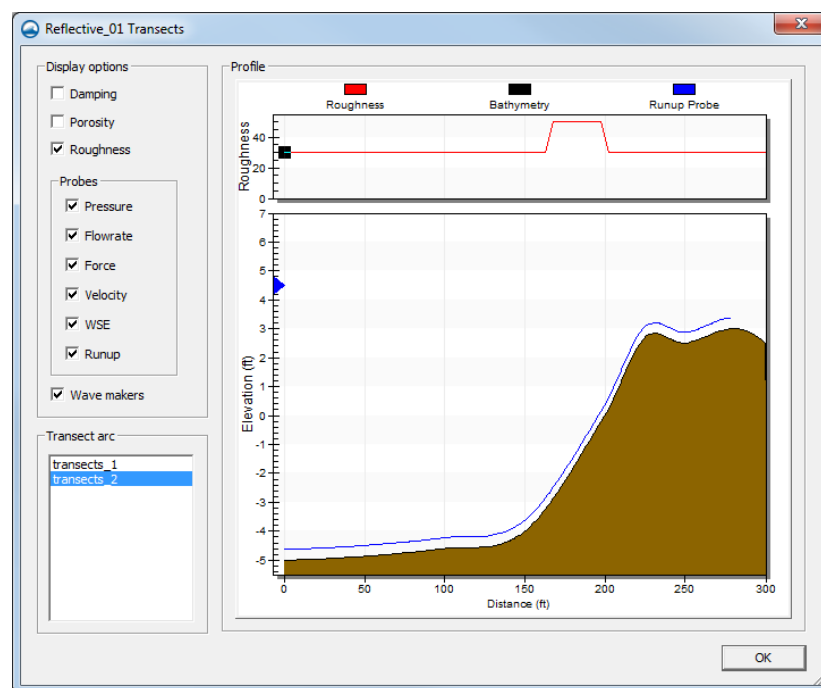 Reflective_01 Transects
Display options
Damping
Porosity
Roughness
Probes
Pressure
Flowrate
Force
Velocity
WSE
Runup
Wave makers
Transect arc
transects_1
transects_2
Profile
Roughness Bathymetry Runup Probe
Roughness
40
20
0
Elevation (ft)
7
6
5
4
3
2
1
0
-1
-2
-3
-4
-5
0 50 100 150 200 250 300
Distance (ft)
OK